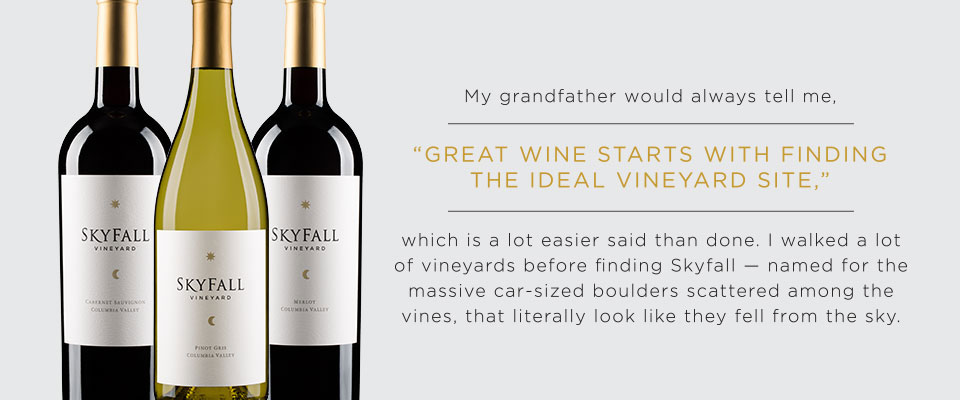 SKYFALL
VINEYARD
CABERNET SAUVIGNON
COLUMBIA VALLEY
SKYFALL
VINEYARD
PINOT GRIS
COLUMBIA VALLEY
SKYFALL
VINEYARD
MERLOT
COLUMBIA VALLEY
My grandfather would always tell me,
“GREAT WINE STARTS WITH FINDING
THE IDEAL VINEYARD SITE,”
which is a lot easier said than done. I walked a lot
of vineyards before finding Skyfall — named for the
massive car-sized boulders scattered among the
vines, that literally look like they fell from the sky.